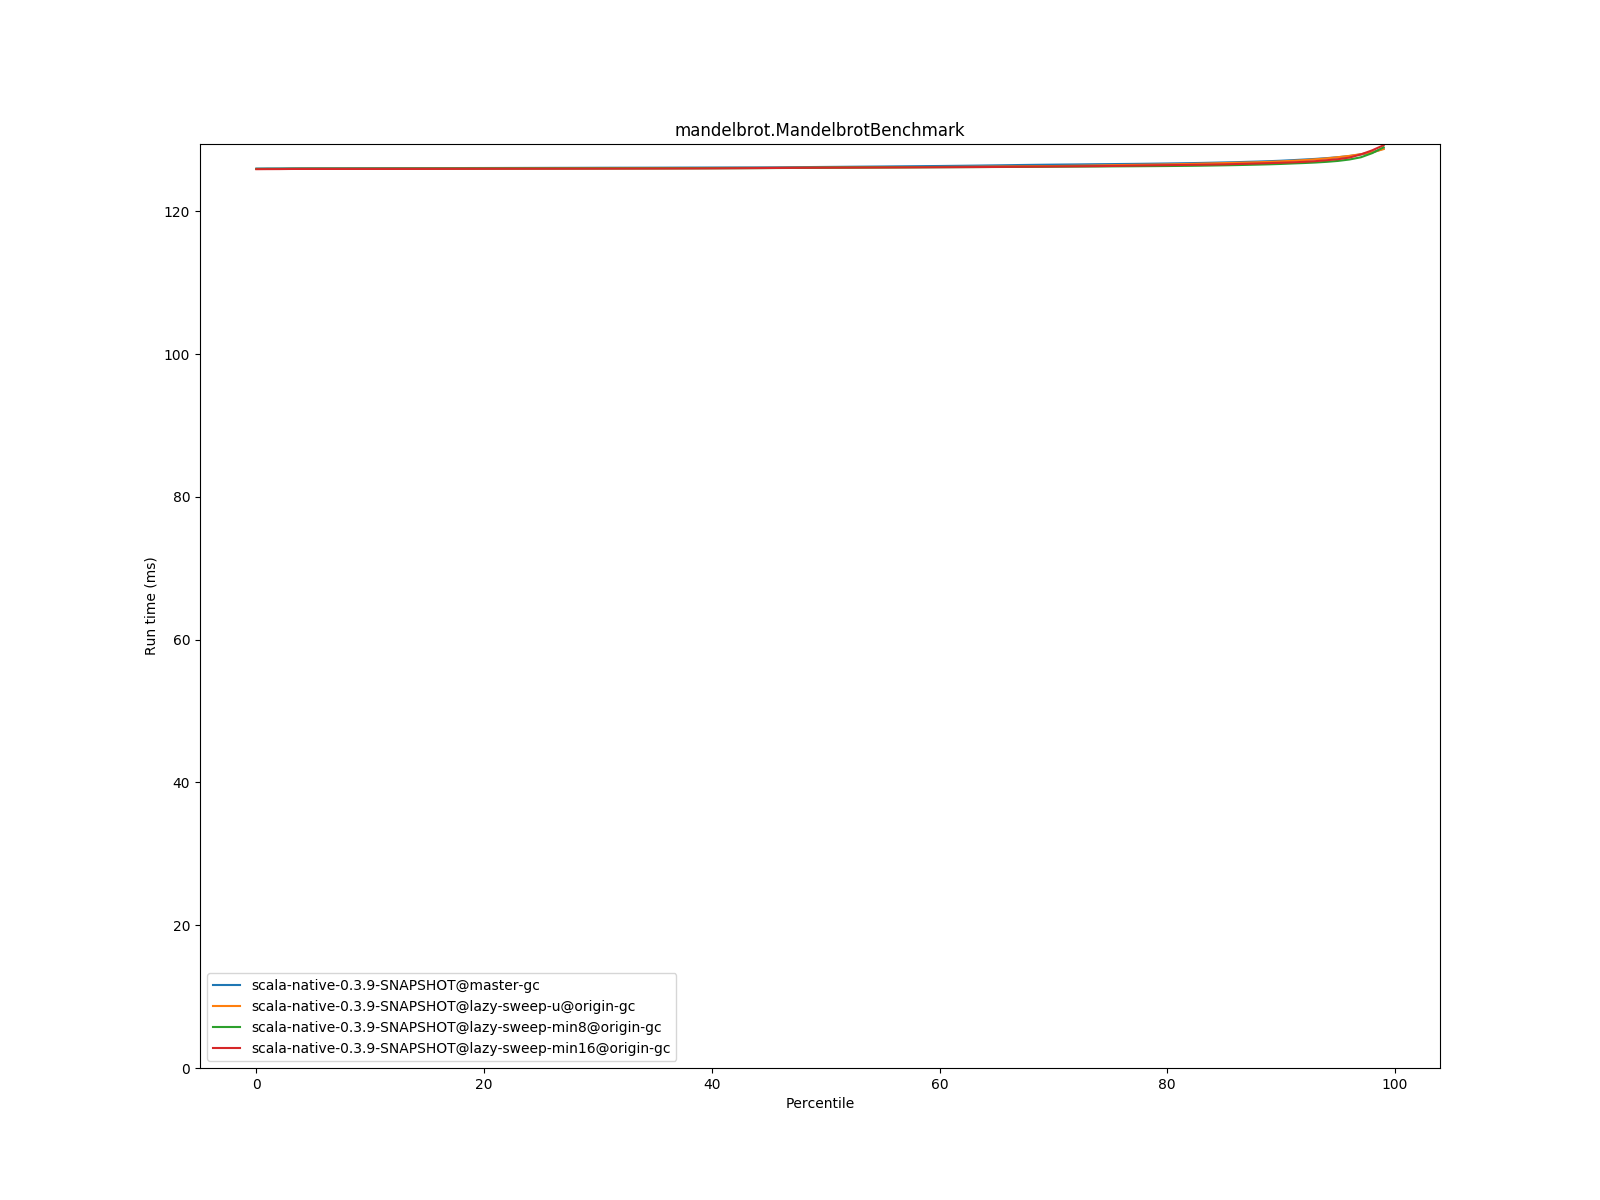 mandelbrot.MandelbrotBenchmark
120
100
80
60
40
20
0
Run time (ms)
scala-native-0.3.9-SNAPSHOT@master-gc
scala-native-0.3.9-SNAPSHOT@lazy-sweep-u@origin-gc
scala-native-0.3.9-SNAPSHOT@lazy-sweep-min8@origin-gc
scala-native-0.3.9-SNAPSHOT@lazy-sweep-min16@origin-gc
0 20 40 60 80 100
Percentile